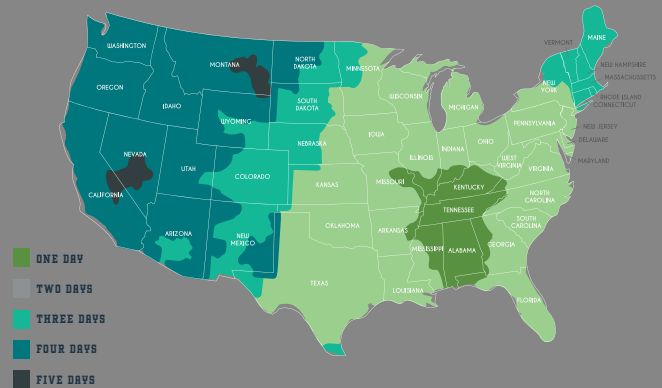 WASHINGTON
OREGON
IDAHO
MONTANA
NORTH
DAKOTA
MINNESOTA
SOUTH
DAKOTA
WYOMING
NEBRASKA
NEVADA
UTAH
COLORADO
CALIFORNIA
ARIZONA
NEW
MEXICO
KANSAS
OKLAHOMA
TEXAS
IOWA
MISSOURI
ARKANSAS
LOUISIANA
WISCONSIN
ILLINOIS
MICHIGAN
INDIANA
OHIO
KENTUCKY
TENNESSEE
MISSISSIPPI
ALABAMA
GEORGIA
FLORIDA
SOUTH
CAROLINA
NORTH
CAROLINA
VIRGINIA
WEST
VIRGINIA
PENNSYLVANIA
NEW
YORK
VERMONT
MAINE
NEW HAMPSHIRE
MASSACHUSSETTS
RHODE ISLAND
CONNECTICUT
NEW JERSEY
DELAWARE
MARYLAND
ONE DAY
TWO DAYS
THREE DAYS
FOUR DAYS
FIVE DAYS